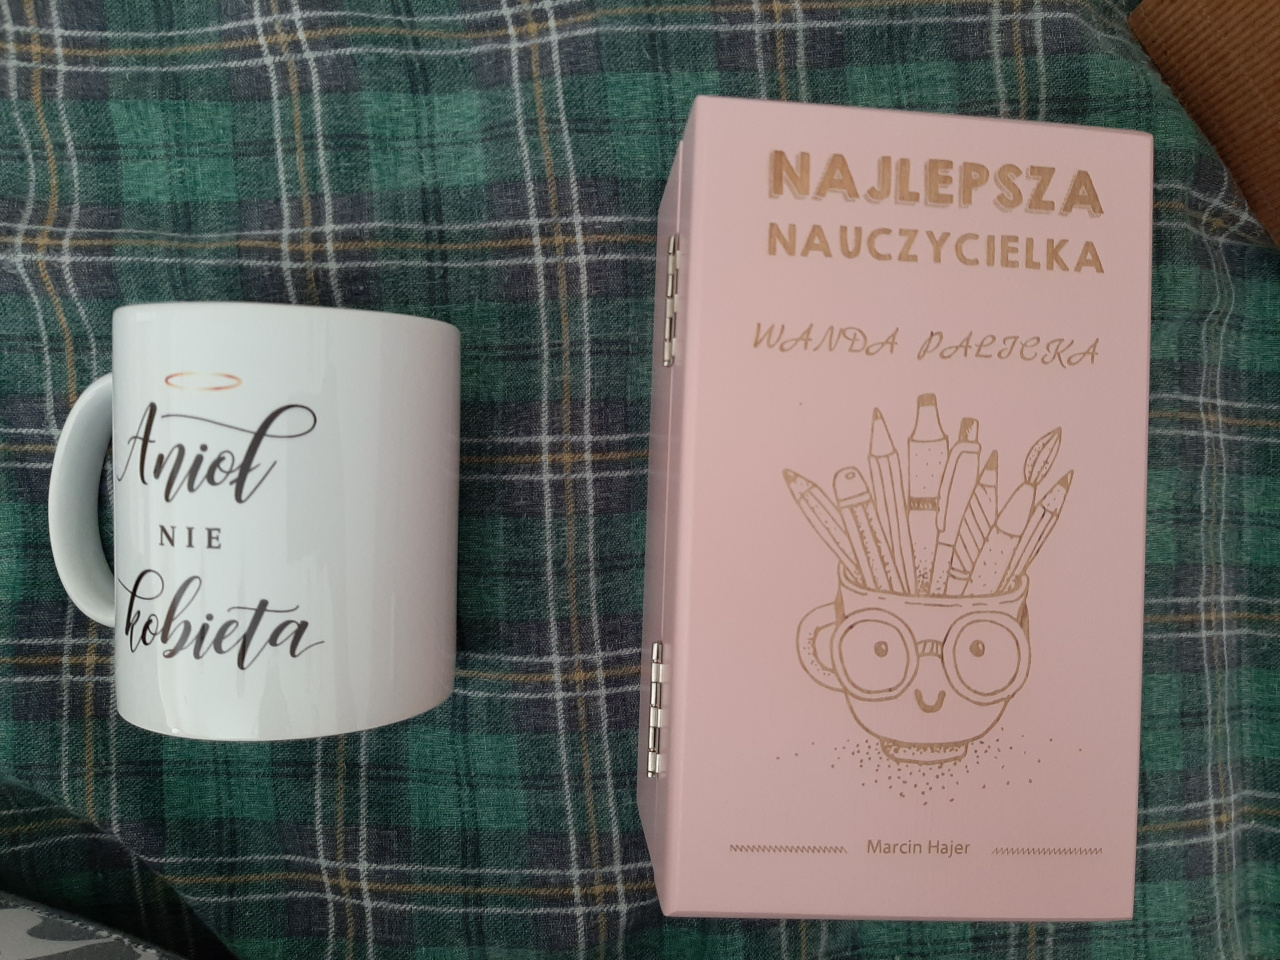 Anioł
NIE
kobieta
NAJLEPSZA
NAUCZYCIELKA
WANDA PALICKA
Marcin Hajer